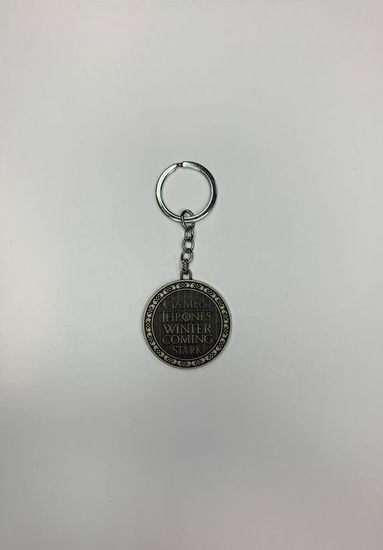 GAME OF
THRONES
WINTER
COMING
STARK